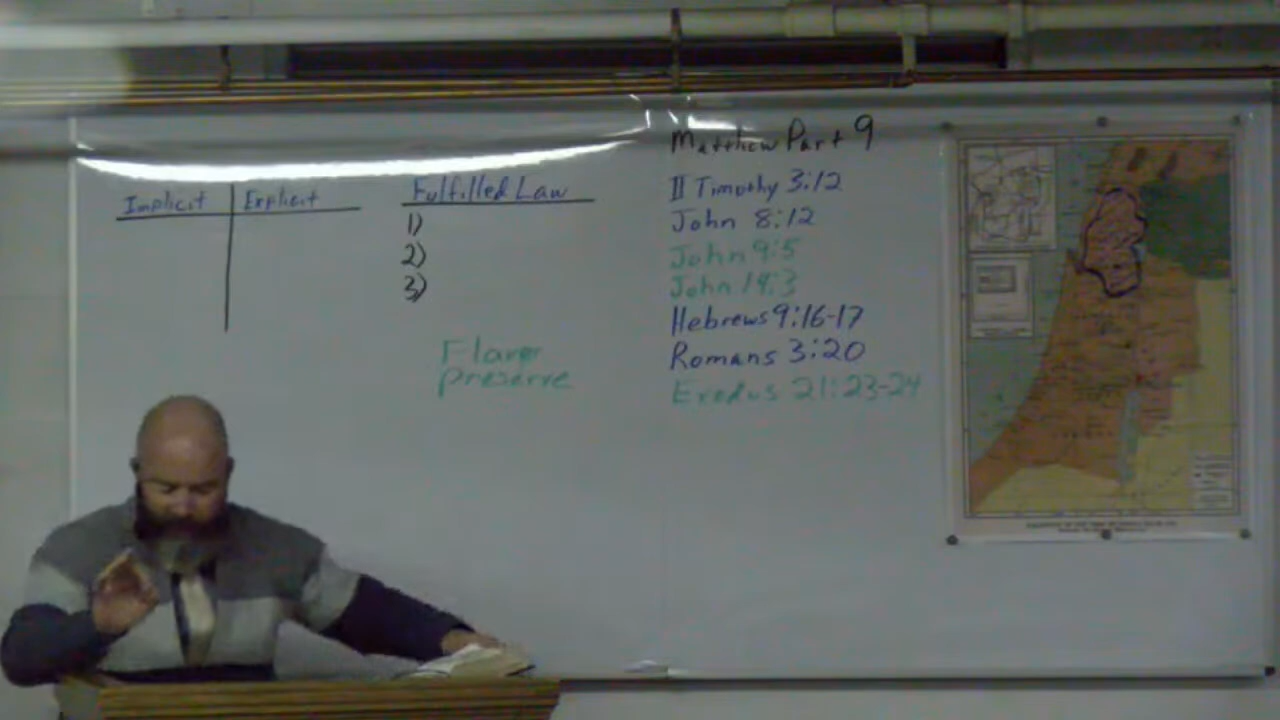 Implicit Explicit
Fulfilled Law
1)
2)
3)
Flavor
preserve
Matthew Part 9
II Timothy 3:12
John 8:12
John 9:5
John 14:3
Hebrews 9:16-17
Romans 3:20
Exodus 21:23-24